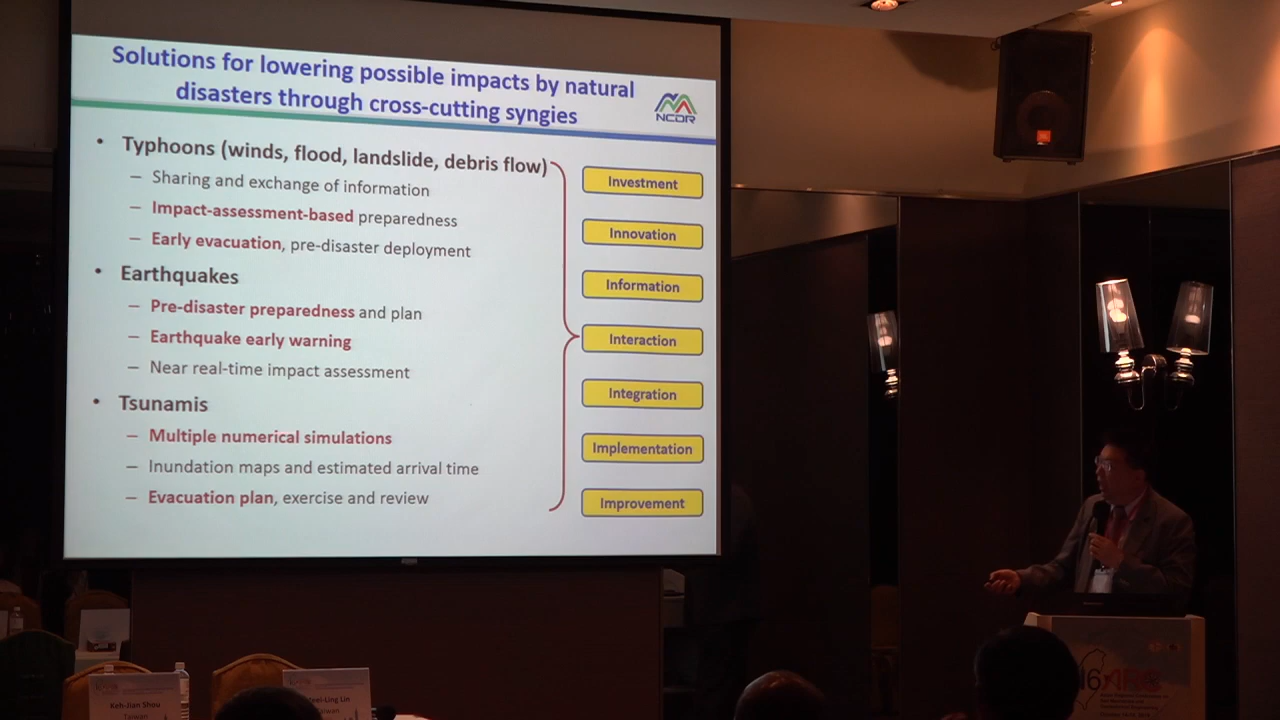 Solutions for lowering possible impacts by natural
disasters through cross-cutting syngies
NCDR
• Typhoons (winds, flood, landslide, debris flow)
– Sharing and exchange of information
– Impact-assessment-based preparedness
– Early evacuation, pre-disaster deployment
• Earthquakes
– Pre-disaster preparedness and plan
– Earthquake early warning
– Near real-time impact assessment
• Tsunamis
– Multiple numerical simulations
– Inundation maps and estimated arrival time
– Evacuation plan, exercise and review
Investment
Innovation
Information
Interaction
Integration
Implementation
Improvement
Keh-Jian Shou
Taiwan
Ling Lin